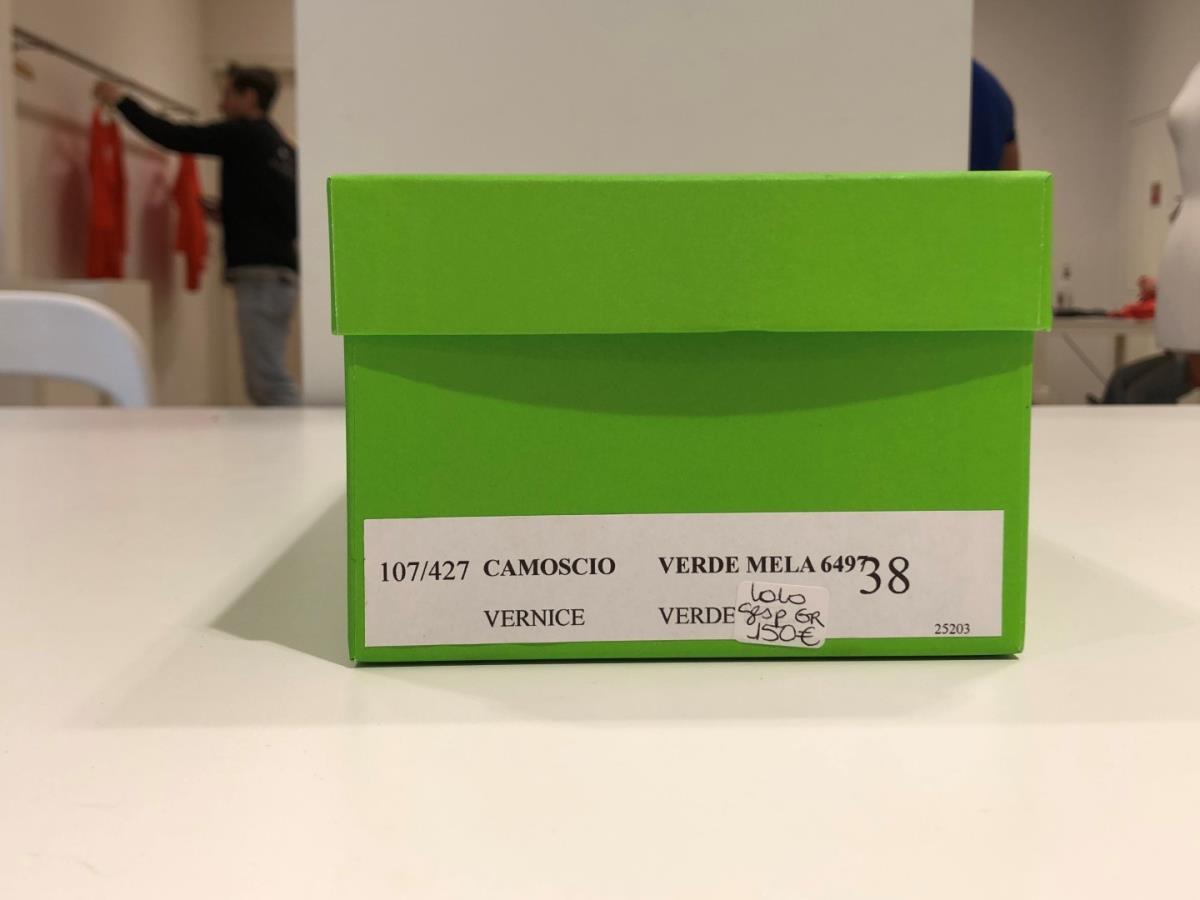 107/427 CAMOSCIO VERDE MELA 6497 38
VERNICE VERDE
LOLO
GR
150€
25203